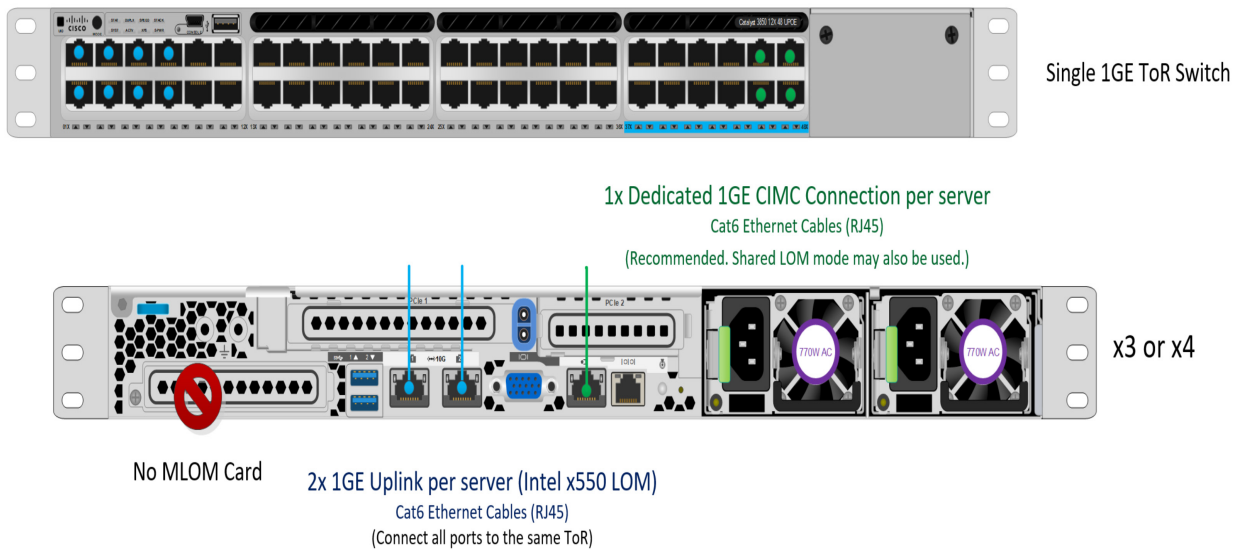 CISCO
Catalyst 3850 12X 48 UPOE
Single 1GE ToR Switch
1x Dedicated 1GE CIMC Connection per server
Cat6 Ethernet Cables (RJ45)
(Recommended. Shared LOM mode may also be used.)
PCIe 1
PCIe 2
10G
770W AC
770W AC
x3 or x4
No MLOM Card
2x 1GE Uplink per server (Intel x550 LOM)
Cat6 Ethernet Cables (RJ45)
(Connect all ports to the same ToR)